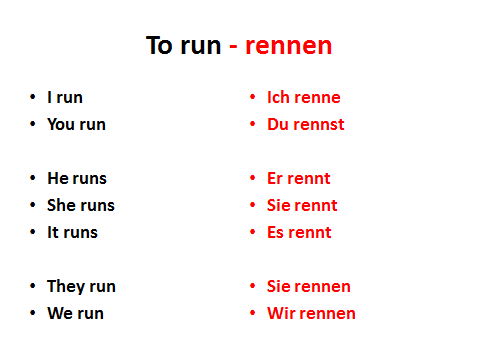 To run - rennen
• I run
• You run
• He runs
• She runs
• It runs
• They run
• We run
• Ich renne
• Du rennst
• Er rennt
• Sie rennt
• Es rennt
• Sie rennen
• Wir rennen